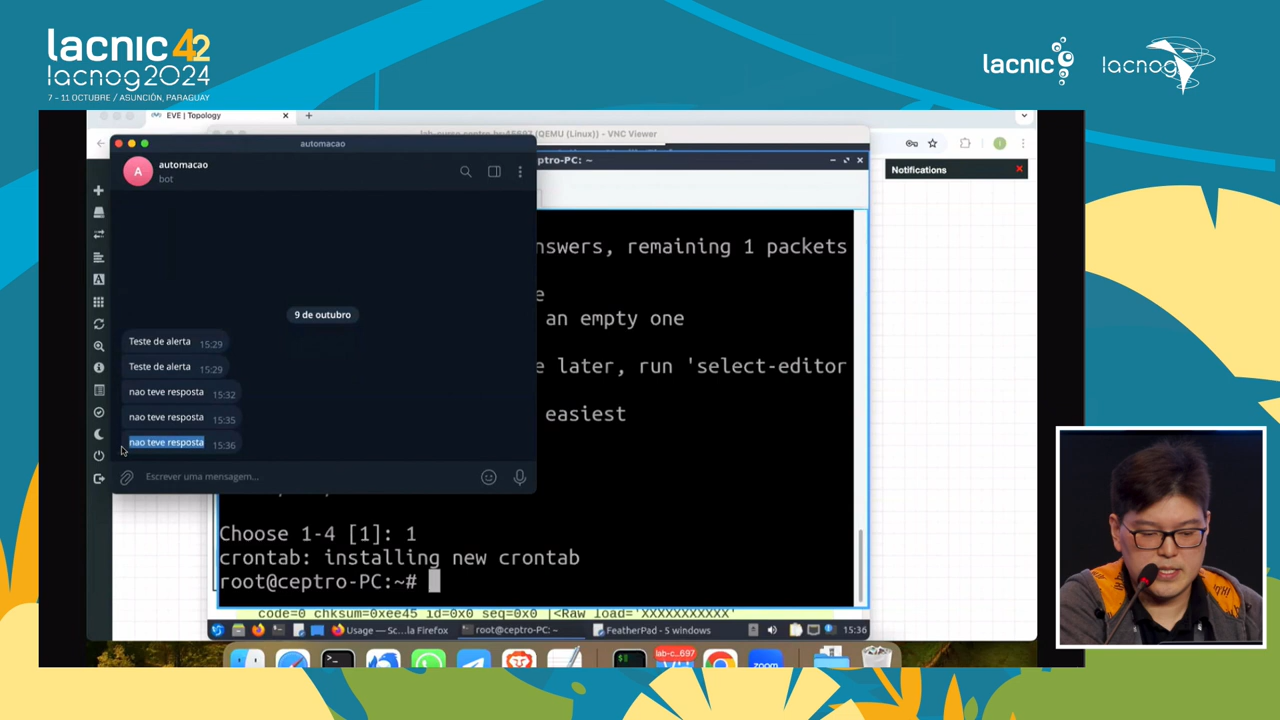 lacnic 42
lacnog2024
7 - 11 OCTUBRE / ASUNCIÓN, PARAGUAY
lacnic
lacnog
EVE | Topology
(QEMU (Linux)) - VNC Viewer
automacao
ptro-PC: ~
Notifications
A
automacao
bot
nswers, remaining 1 packets
e
an empty one
e later, run 'select-editor
easiest
9 de outubro
Teste de alerta 15:29
Teste de alerta 15:29
nao teve resposta 15:32
nao teve resposta 15:35
nao teve resposta 15:36
Escrever uma mensagem...
Choose 1-4 [1]: 1
crontab: installing new crontab
root@ceptro-PC:~#
code=0 chksum=0xee45 id=0x0 seq=0x0 |<Raw load='XXXXXXXXXXX'
Usage — Sc...la Firefox
root@ceptro-PC: ~
FeatherPad - 5 windows
15:36
lab-c...697
zoom